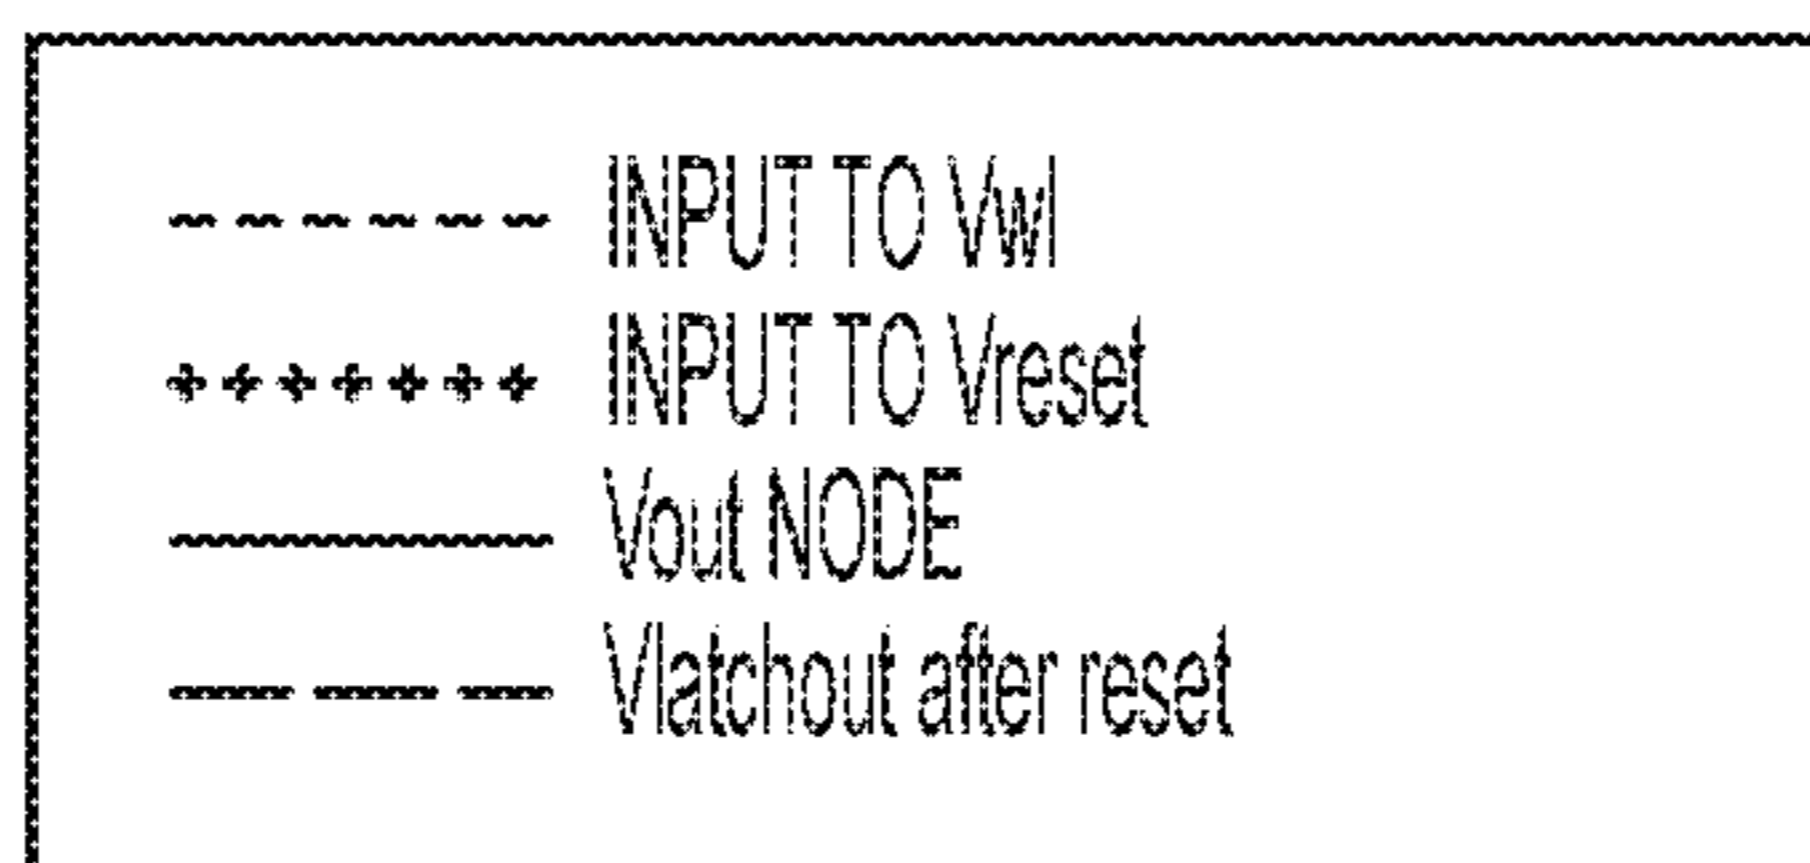 INPUT TO Vwl
INPUT TO Vreset
Vout NODE
Vlatchout after reset